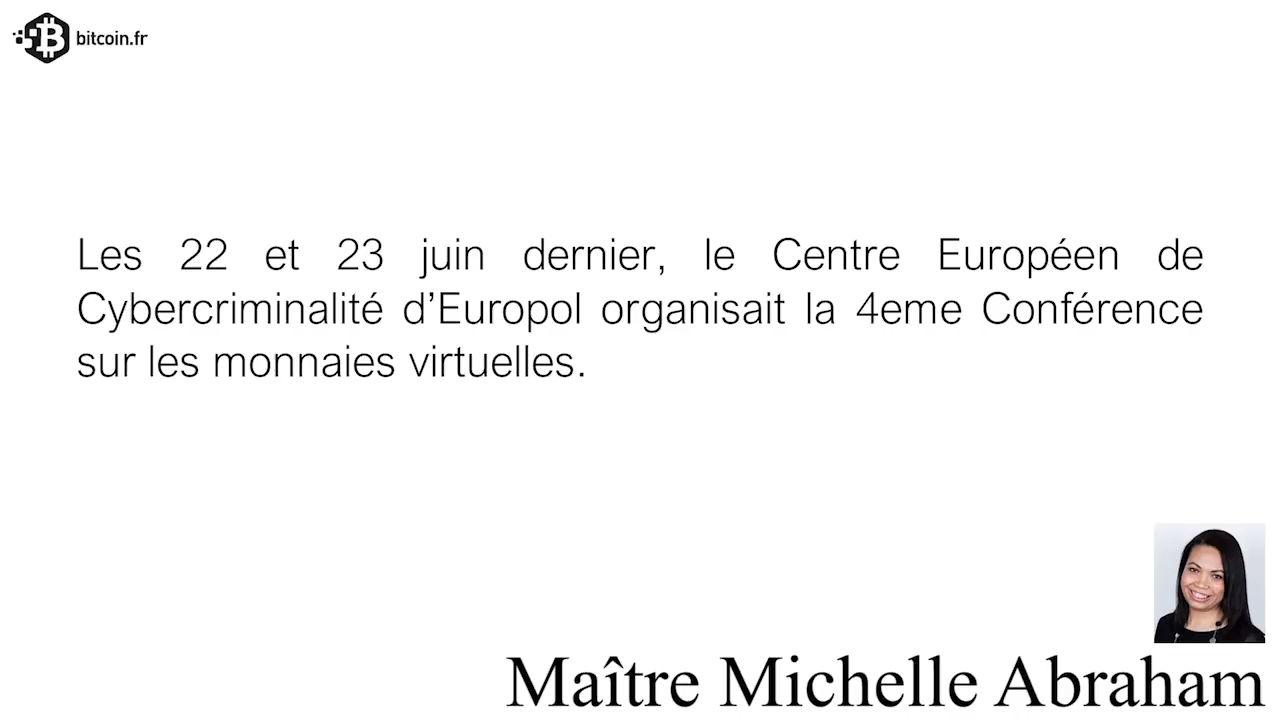 bitcoin.fr
Les 22 et 23 juin dernier, le Centre Européen de
Cybercriminalité d’Europol organisait la 4eme Conférence
sur les monnaies virtuelles.
Maître Michelle Abraham